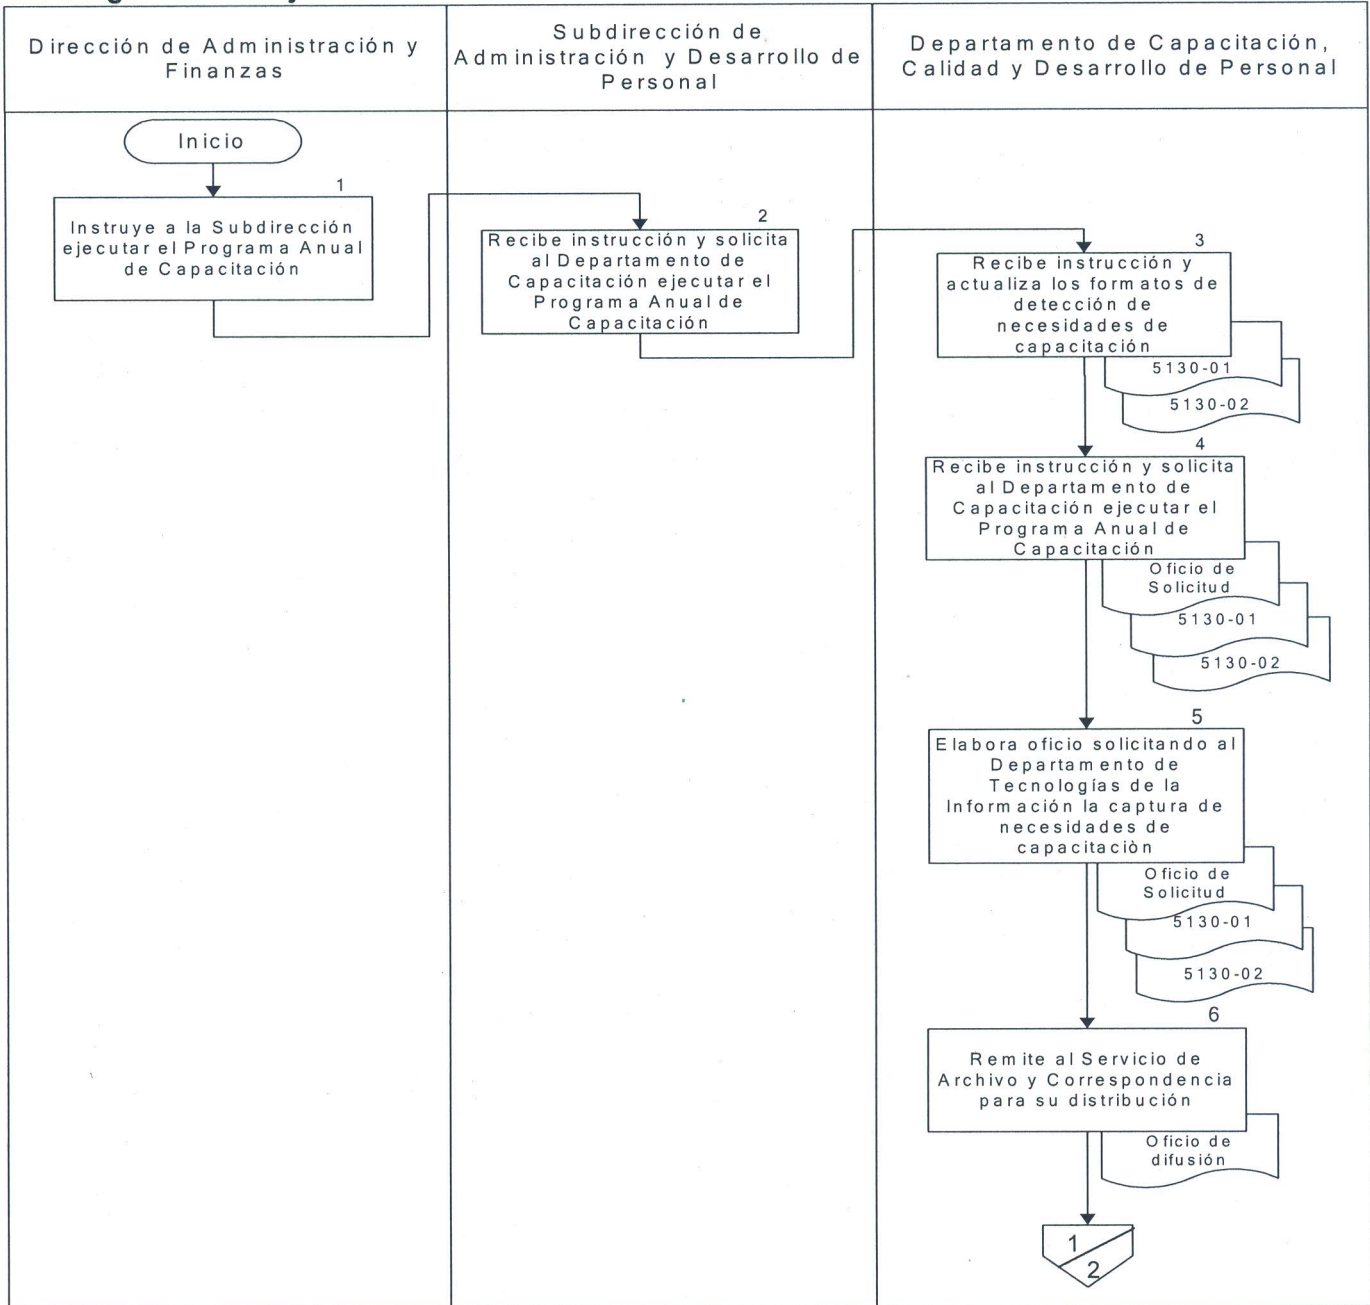 Dirección de Administración y
Finanzas
Subdirección de
Administración y Desarrollo de
Personal
Departamento de Capacitación,
Calidad y Desarrollo de Personal
Inicio
1
Instruye a la Subdirección
ejecutar el Programa Anual
de Capacitación
2
Recibe instrucción y solicita
al Departamento de
Capacitación ejecutar el
Programa Anual de
Capacitación
3
Recibe instrucción y
actualiza los formatos de
detección de
necesidades de
capacitación
5130-01
5130-02
4
Recibe instrucción y solicita
al Departamento de
Capacitación ejecutar el
Programa Anual de
Capacitación
Oficio de
Solicitud
5130-01
5130-02
5
Elabora oficio solicitando al
Departamento de
Tecnologías de la
Información la captura de
necesidades de
capacitaciòn
Oficio de
Solicitud
5130-01
5130-02
6
Remite al Servicio de
Archivo y Correspondencia
para su distribución
Oficio de
difusión
1
2